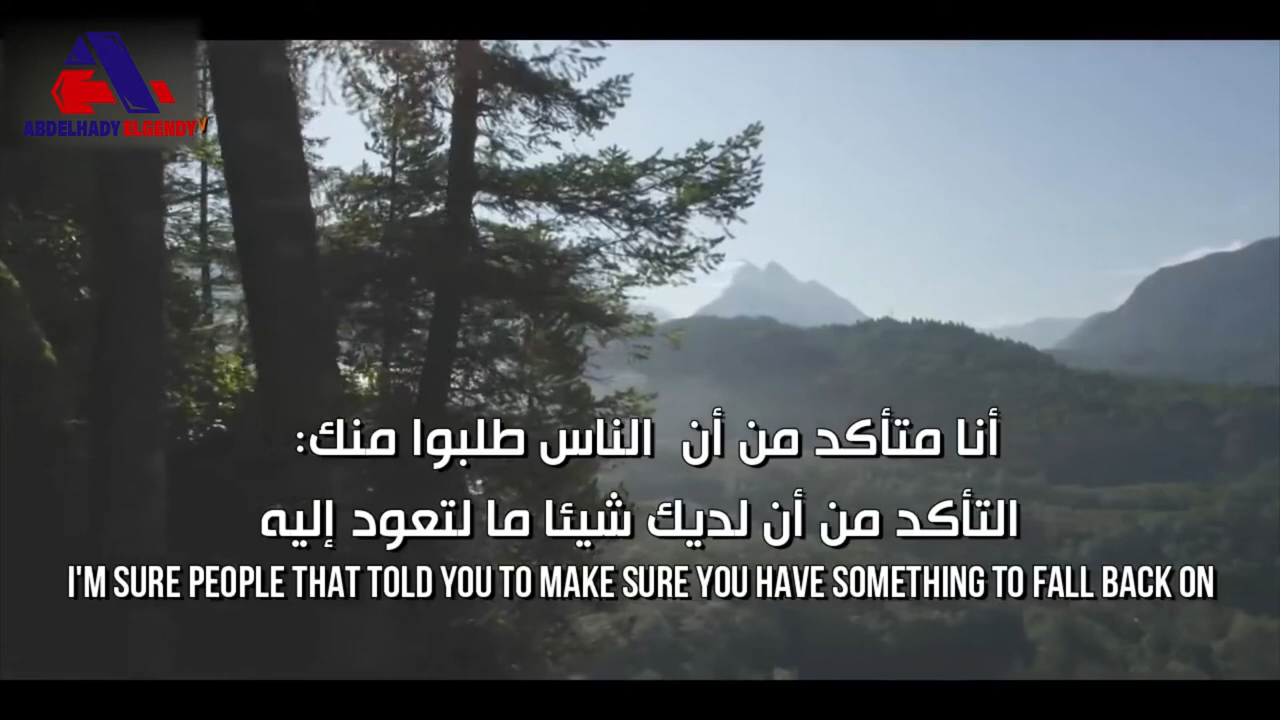 ABDELHADY ELGENDY
أنا متأكد من أن الناس طلبوا منك:
التأكد من أن لديك شيئا ما لتعود إليه
I'M SURE PEOPLE THAT TOLD YOU TO MAKE SURE YOU HAVE SOMETHING TO FALL BACK ON